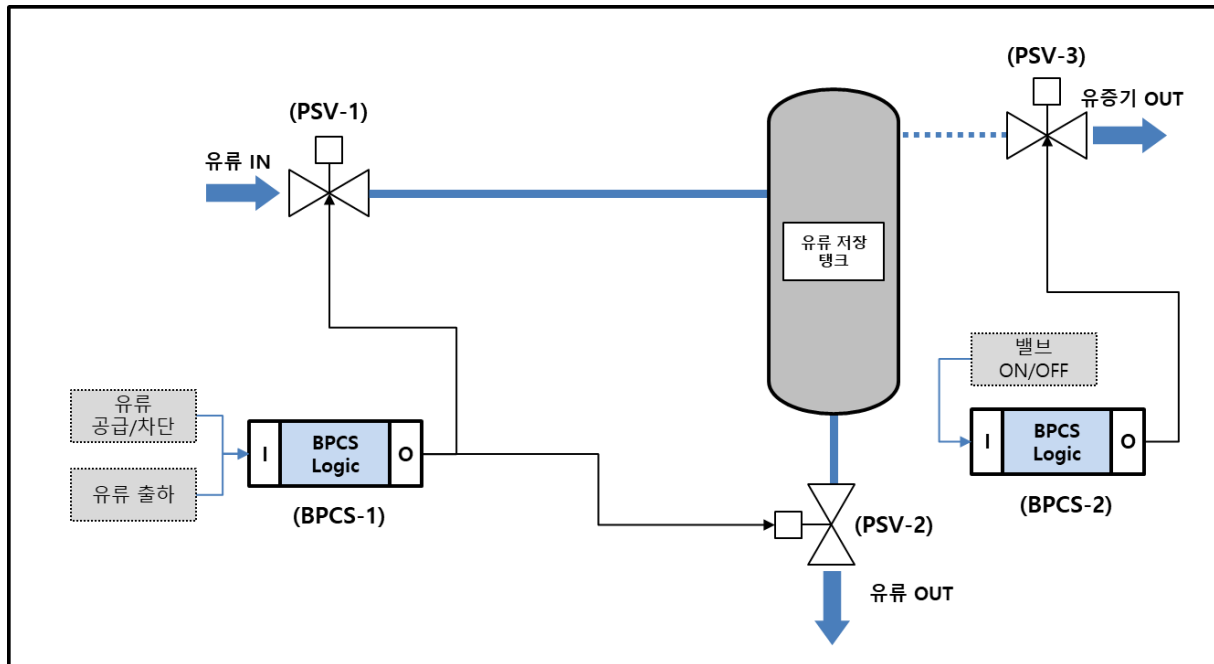 (PSV-3)
유증기 OUT
(PSV-1)
유류 IN
유류 저장
탱크
밸브
ON/OFF
유류
공급/차단
I
BPCS
Logic
O
유류 출하
(BPCS-1)
I
BPCS
Logic
O
(BPCS-2)
(PSV-2)
유류 OUT